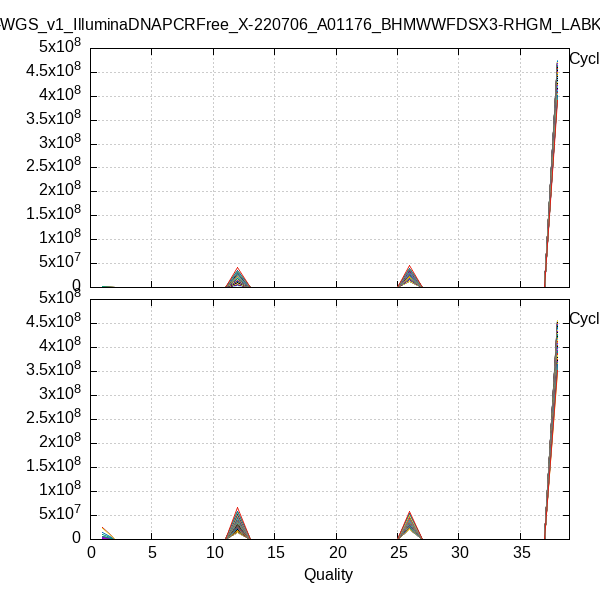 -WGS_v1_IlluminaDNAPCRFree_X-220706_A01176_BHMWWFDSX3-RHGM_LABK
5x10^8
Cycl
4.5x10^8
4x10^8
3.5x10^8
3x10^8
2.5x10^8
2x10^8
1.5x10^8
1x10^8
5x10^7
0
5x10^8
4.5x10^8
Cycl
4x10^8
3.5x10^8
3x10^8
2.5x10^8
2x10^8
1.5x10^8
1x10^8
5x10^7
0
0 5 10 15 20 25 30 35
Quality